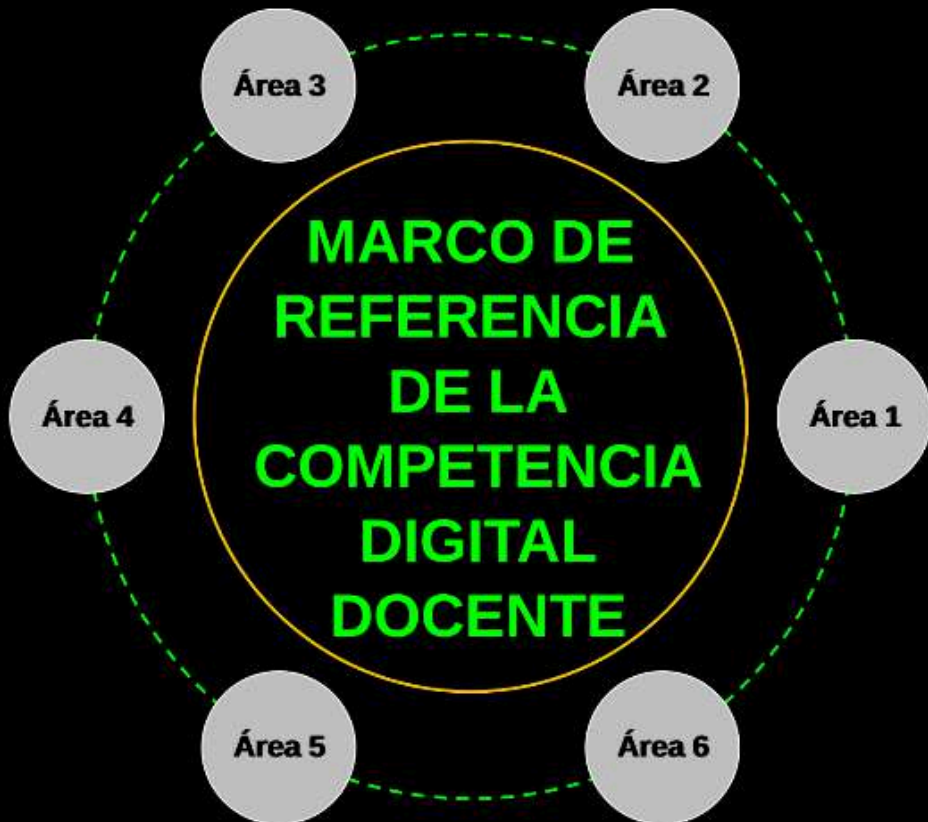 Área 3
Área 2
MARCO DE
REFERENCIA
DE LA
COMPETENCIA
DIGITAL
DOCENTE
Área 4
Área 1
Área 5
Área 6